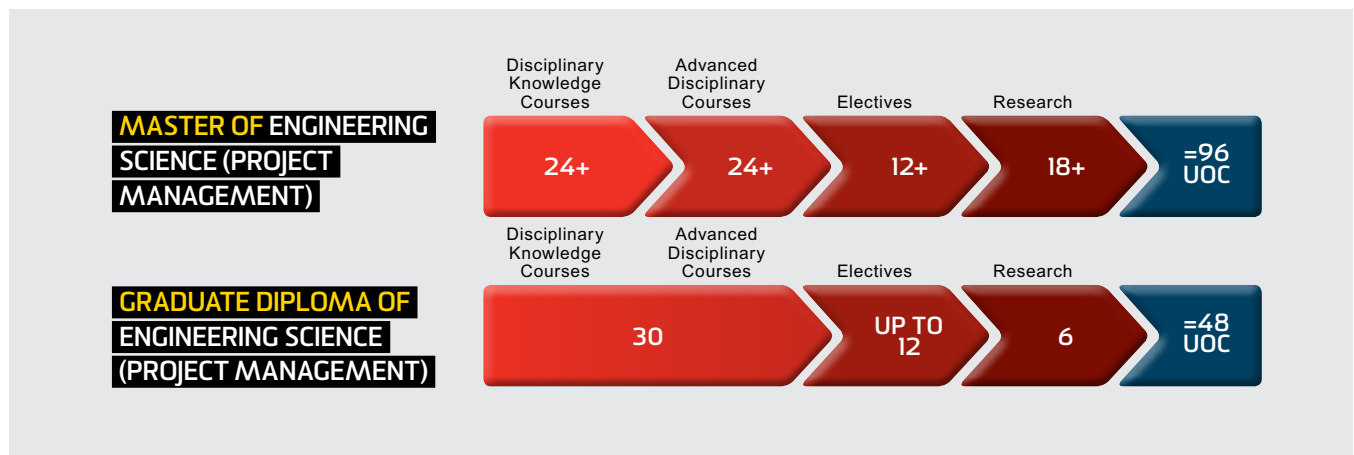 Disciplinary
Knowledge
Courses
Advanced
Disciplinary
Courses
Electives
Research
MASTER OF ENGINEERING
SCIENCE (PROJECT
MANAGEMENT)
24+
24+
12+
18+
=96
UOC
Disciplinary
Knowledge
Courses
Advanced
Disciplinary
Courses
Electives
Research
GRADUATE DIPLOMA OF
ENGINEERING SCIENCE
(PROJECT MANAGEMENT)
30
UP TO
12
6
=48
UOC